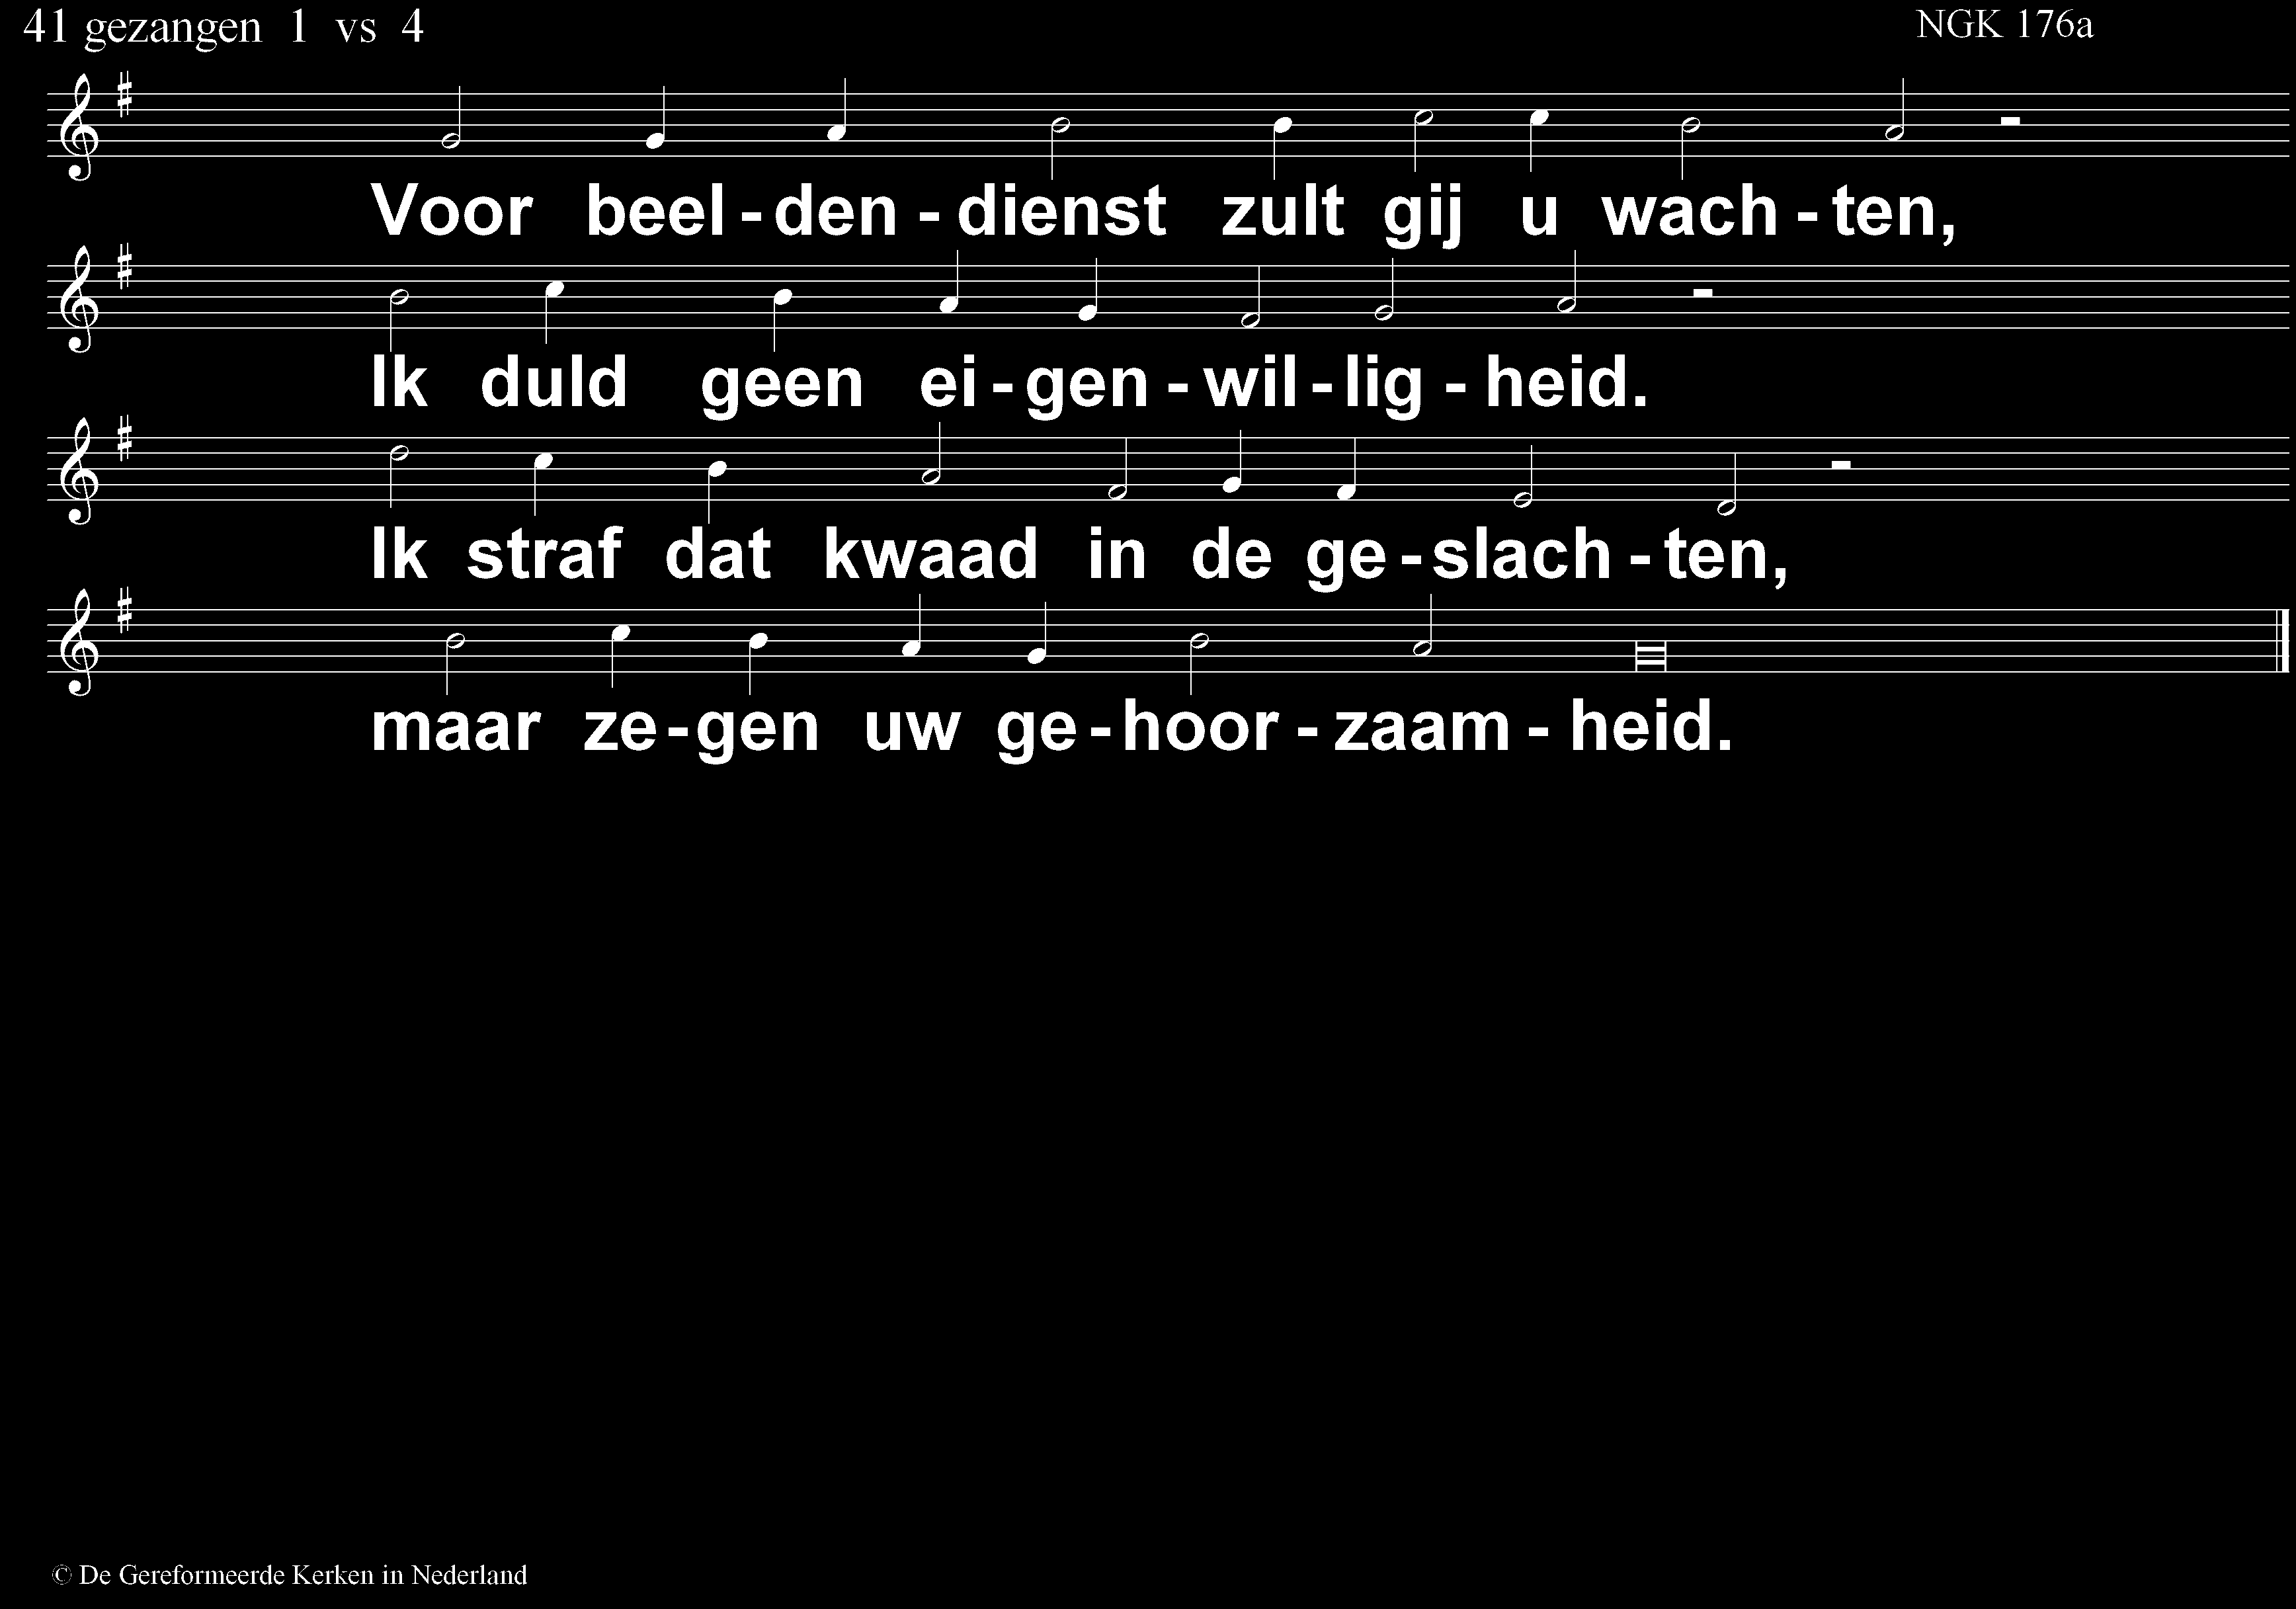 41 gezangen 1 vs 4 NGK 176a
Voor beel - den - dienst zult gij u wach - ten,
Ik duld geen ei - gen - wil - lig - heid.
Ik straf dat kwaad in de ge - slach - ten,
maar ze - gen uw ge - hoor - zaam - heid.
© De Gereformeerde Kerken in Nederland